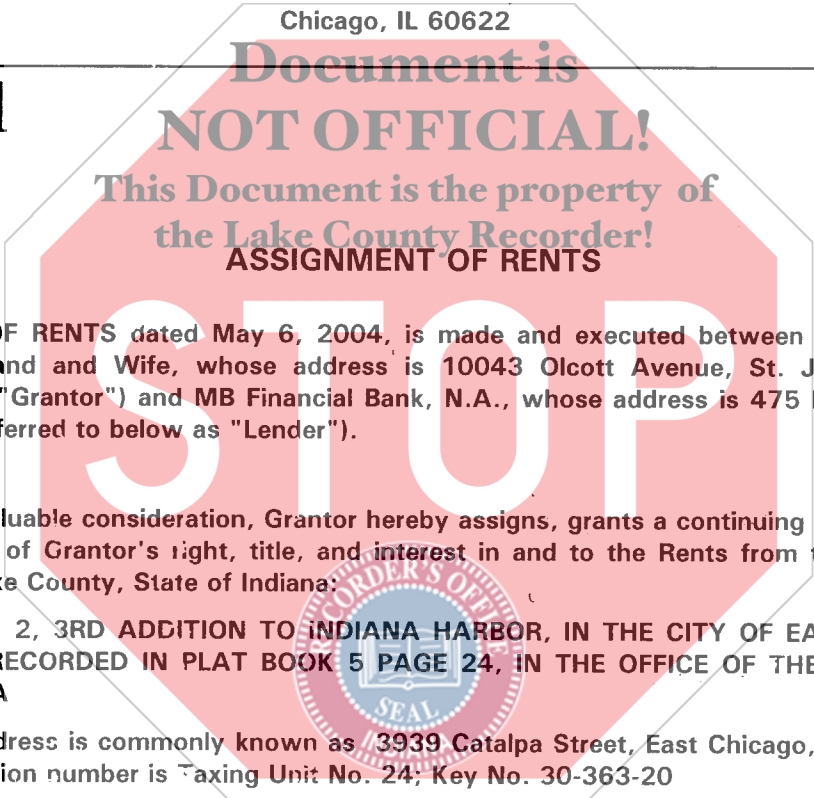 Chicago, IL 60622
Document is
NOT OFFICIAL!
This Document is the property of
the Lake County Recorder!
ASSIGNMENT OF RENTS
OF RENTS dated May 6, 2004, is made and executed between
and and Wife, whose address is 10043 Olcott Avenue, St. J
"Grantor") and MB Financial Bank, N.A., whose address is 475
ferred to below as "Lender").
STOP
luable consideration, Grantor hereby assigns, grants a continuing
of Grantor's right, title, and interest in and to the Rents from
ke County, State of Indiana:
RECORDER'S OFFICE
2, 3RD ADDITION TO INDIANA HARBOR, IN THE CITY OF EA
RECORDED IN PLAT BOOK 5 PAGE 24, IN THE OFFICE OF THE
A
SEAL
dress is commonly known as 3939 Catalpa Street, East Chicago,
ion number is Taxing Unit No. 24; Key No. 30-363-20